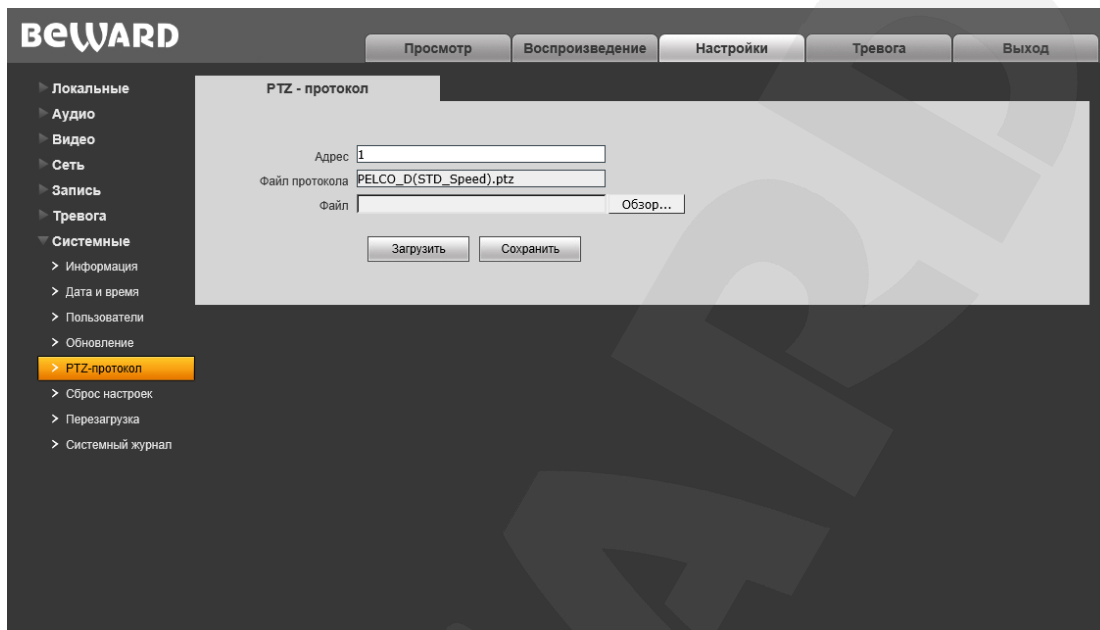 BEWARD
Просмотр Воспроизведение Настройки Тревога Выход
Локальные
Аудио
Видео
Сеть
Запись
Тревога
Системные
Информация
Дата и время
Пользователи
Обновление
PTZ-протокол
Сброс настроек
Перезагрузка
Системный журнал
PTZ - протокол
Адрес 1
Файл протокола PELCO_D(STD_Speed).ptz
Файл Обзор...
Загрузить Сохранить